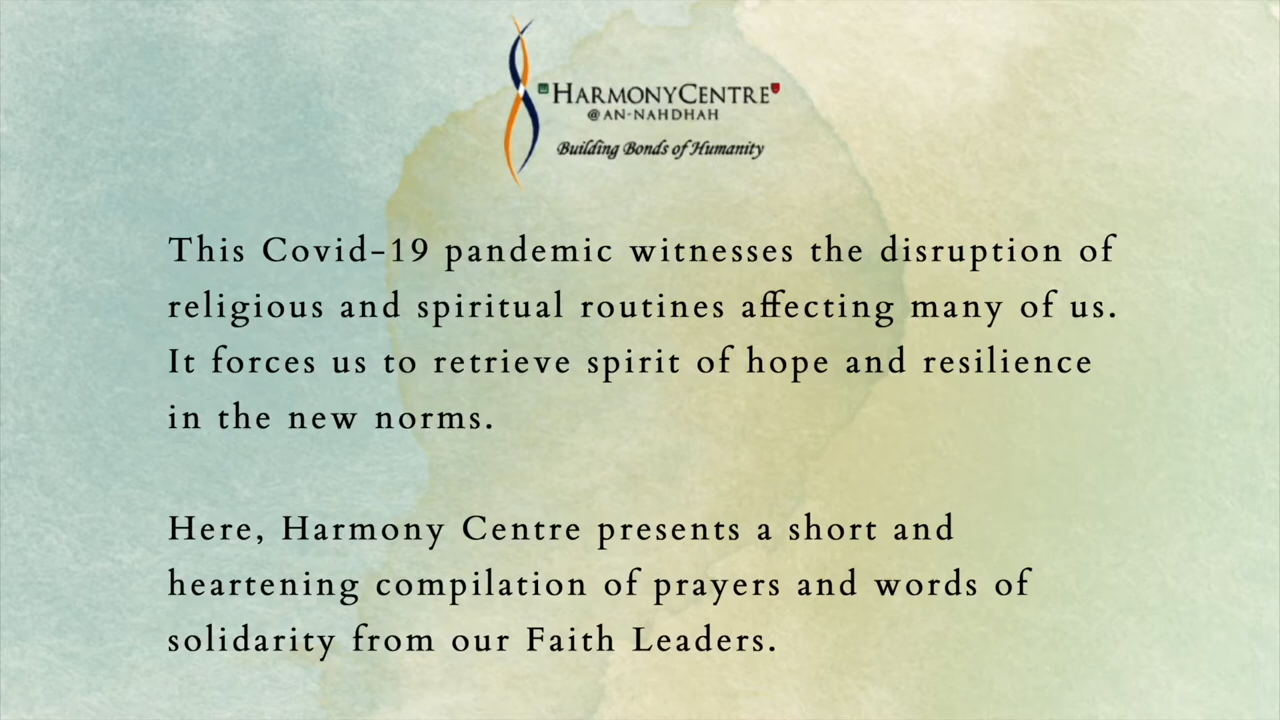 HARMONYCENTRE
@AN-NAHDHAH
Building Bonds of Humanity
This Covid-19 pandemic witnesses the disruption of
religious and spiritual routines affecting many of us.
It forces us to retrieve spirit of hope and resilience
in the new norms.
Here, Harmony Centre presents a short and
heartening compilation of prayers and words of
solidarity from our Faith Leaders.